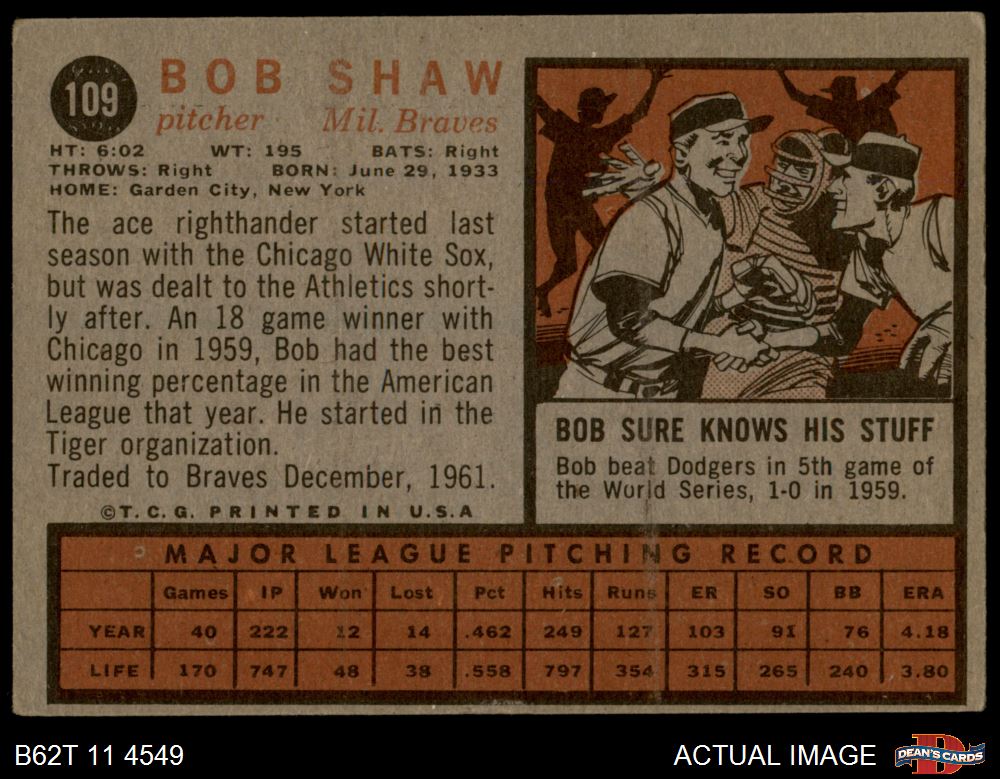 109
BOB SHAW
pitcher Mil. Braves
HT: 6:02 WT: 195 BATS: Right
THROWS: Right BORN: June 29, 1933
HOME: Garden City, New York
The ace righthander started last
season with the Chicago White Sox,
but was dealt to the Athletics short-
ly after. An 18 game winner with
Chicago in 1959, Bob had the best
winning percentage in the American
League that year. He started in the
Tiger organization.
Traded to Braves December, 1961.
©T.C.G. PRINTED IN U.S.A
BOB SURE KNOWS HIS STUFF
Bob beat Dodgers in 5th game of
the World Series, 1-0 in 1959.
MAJOR LEAGUE PITCHING RECORD
Games IP Won Lost Pct Hits Runs ER SO BB ERA
YEAR 40 222 12 14 .462 249 127 103 91 76 4.18
LIFE 170 747 48 38 .558 797 354 315 265 240 3.80
B62T 11 4549
ACTUAL IMAGE
DEAN'S CARDS